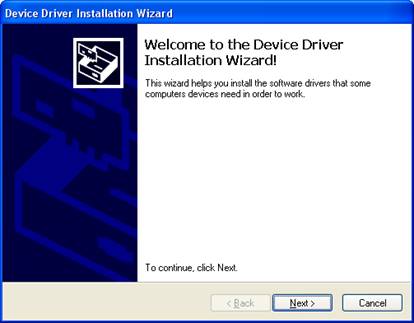 Device Driver Installation Wizard
Welcome to the Device Driver
Installation Wizard!
This wizard helps you install the software drivers that some
computers devices need in order to work.
To continue, click Next.
< Back
Next >
Cancel